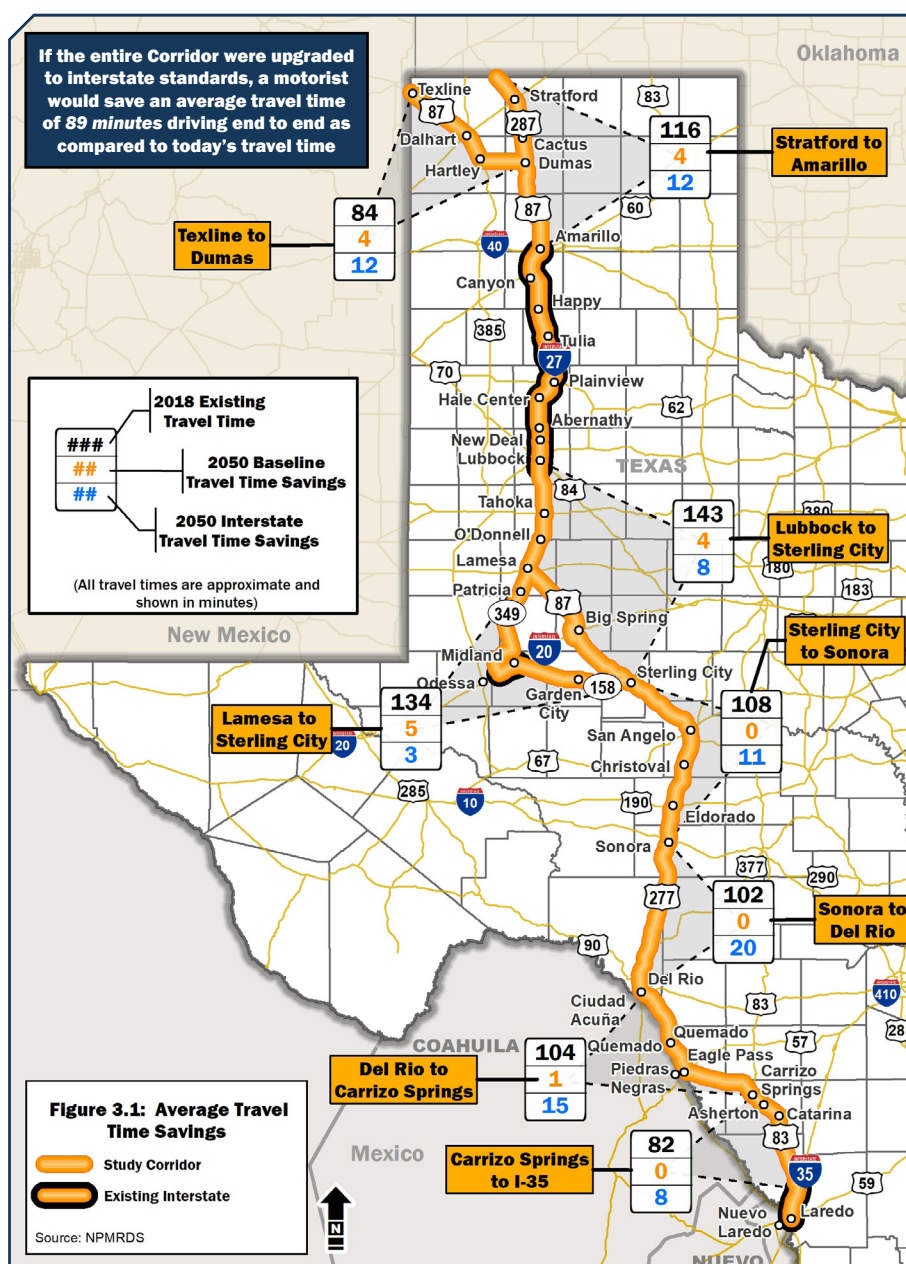 If the entire Corridor were upgraded
to interstate standards, a motorist
would save an average travel time
of 89 minutes driving end to end as
compared to today's travel time
Oklahoma
Texline
Stratford
83
87
287
116
4
12
Stratford to
Amarillo
Dalhart
Cactus
Hartley
Dumas
84
4
12
Texline to
Dumas
87
60
40
Amarillo
Canyon
Happy
385
Tulia
INTERSTATE
27
70
Plainview
Hale Center
62
Abernathy
New Deal
Lubbock
TEXAS
###
##
##
2018 Existing
Travel Time
2050 Baseline
Travel Time Savings
2050 Interstate
Travel Time Savings
(All travel times are approximate and
shown in minutes)
84
Tahoka
380
143
4
8
Lubbock to
Sterling City
O'Donnell
Lamesa
180
Patricia
183
349
87
Big Spring
New Mexico
20
Sterling City
to Sonora
Midland
Odessa
Sterling City
158
Garden
City
134
5
3
Lamesa to
Sterling City
108
0
11
20
San Angelo
67
Christoval
285
10
190
Eldorado
Sonora
377
290
277
102
0
20
Sonora to
Del Rio
90
Del Rio
410
83
Ciudad
Acuña
28
COAHUILA
Quemado
Quemado
57
104
1
15
Del Rio to
Carrizo Springs
Eagle Pass
Piedras
Negras
Carrizo
Springs
Asherton
Catarina
83
82
0
8
Carrizo Springs
to I-35
INTERSTATE
35
59
Mexico
Nuevo
Laredo
Laredo
NUEVO
Figure 3.1: Average Travel
Time Savings
Study Corridor
Existing Interstate
Source: NPMRDS
N